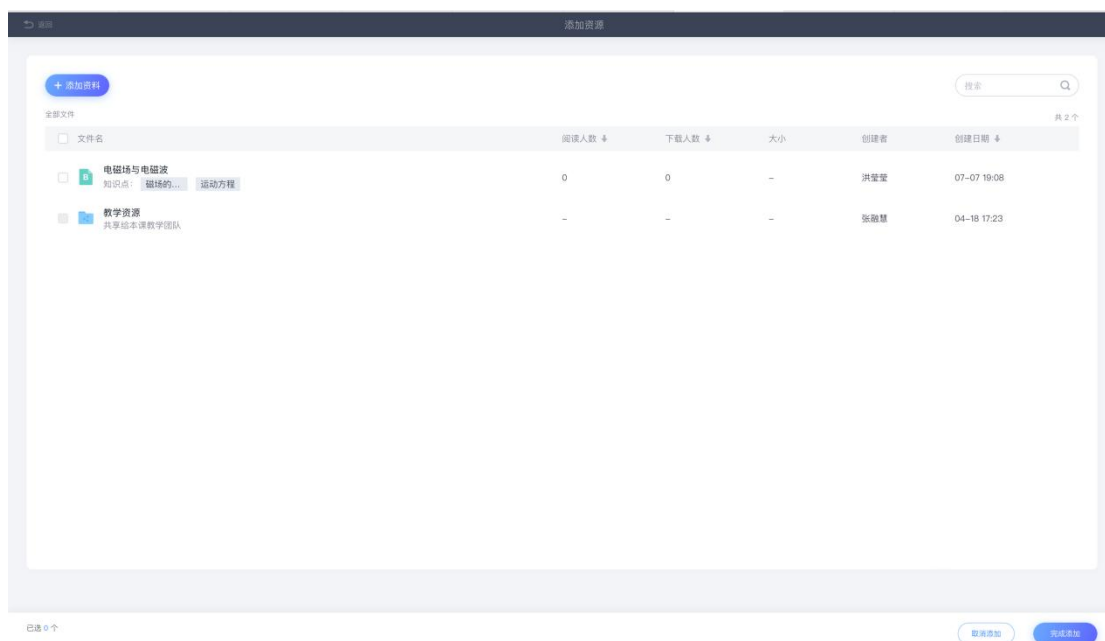 返回 添加资源
+ 添加资料 搜索
全部文件 共 2 个
文件名 阅读人数 下载人数 大小 创建者 创建日期
电磁场与电磁波
知识点： 磁场的... 运动方程 0 0 – 洪莹莹 07-07 19:08
教学资源
共享给本课教学团队 – – – 张融慧 04-18 17:23
已选 0 个 取消添加 完成添加